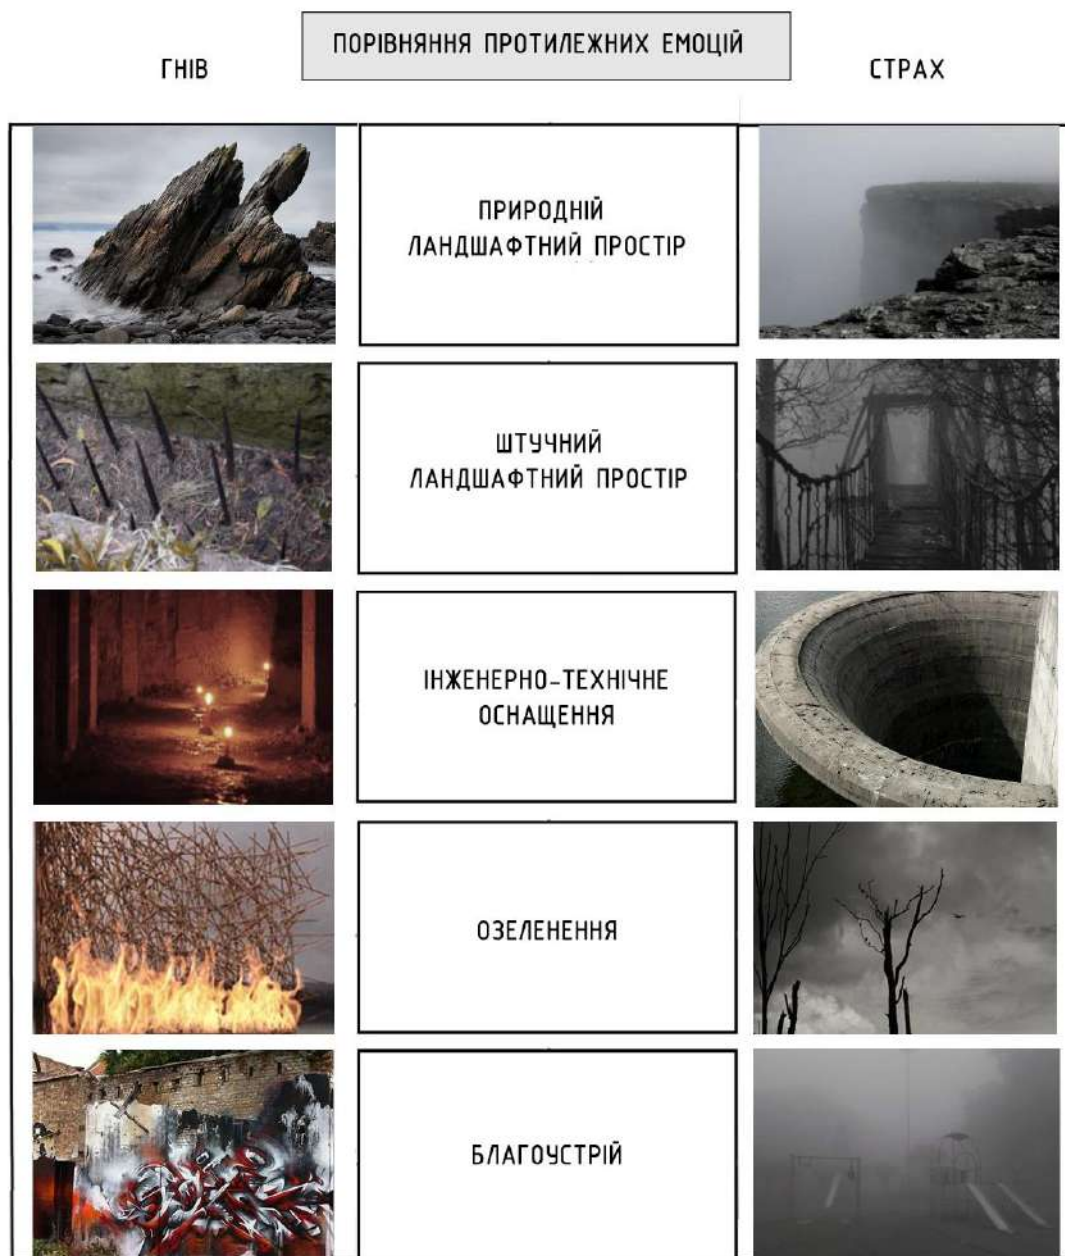 ПОРІВНЯННЯ ПРОТИЛЕЖНИХ ЕМОЦІЙ
ГНІВ
СТРАХ
ПРИРОДНІЙ
ЛАНДШАФТНИЙ ПРОСТІР
ШТУЧНИЙ
ЛАНДШАФТНИЙ ПРОСТІР
ІНЖЕНЕРНО-ТЕХНІЧНЕ
ОСНАЩЕННЯ
ОЗЕЛЕНЕННЯ
БЛАГОУСТРІЙ